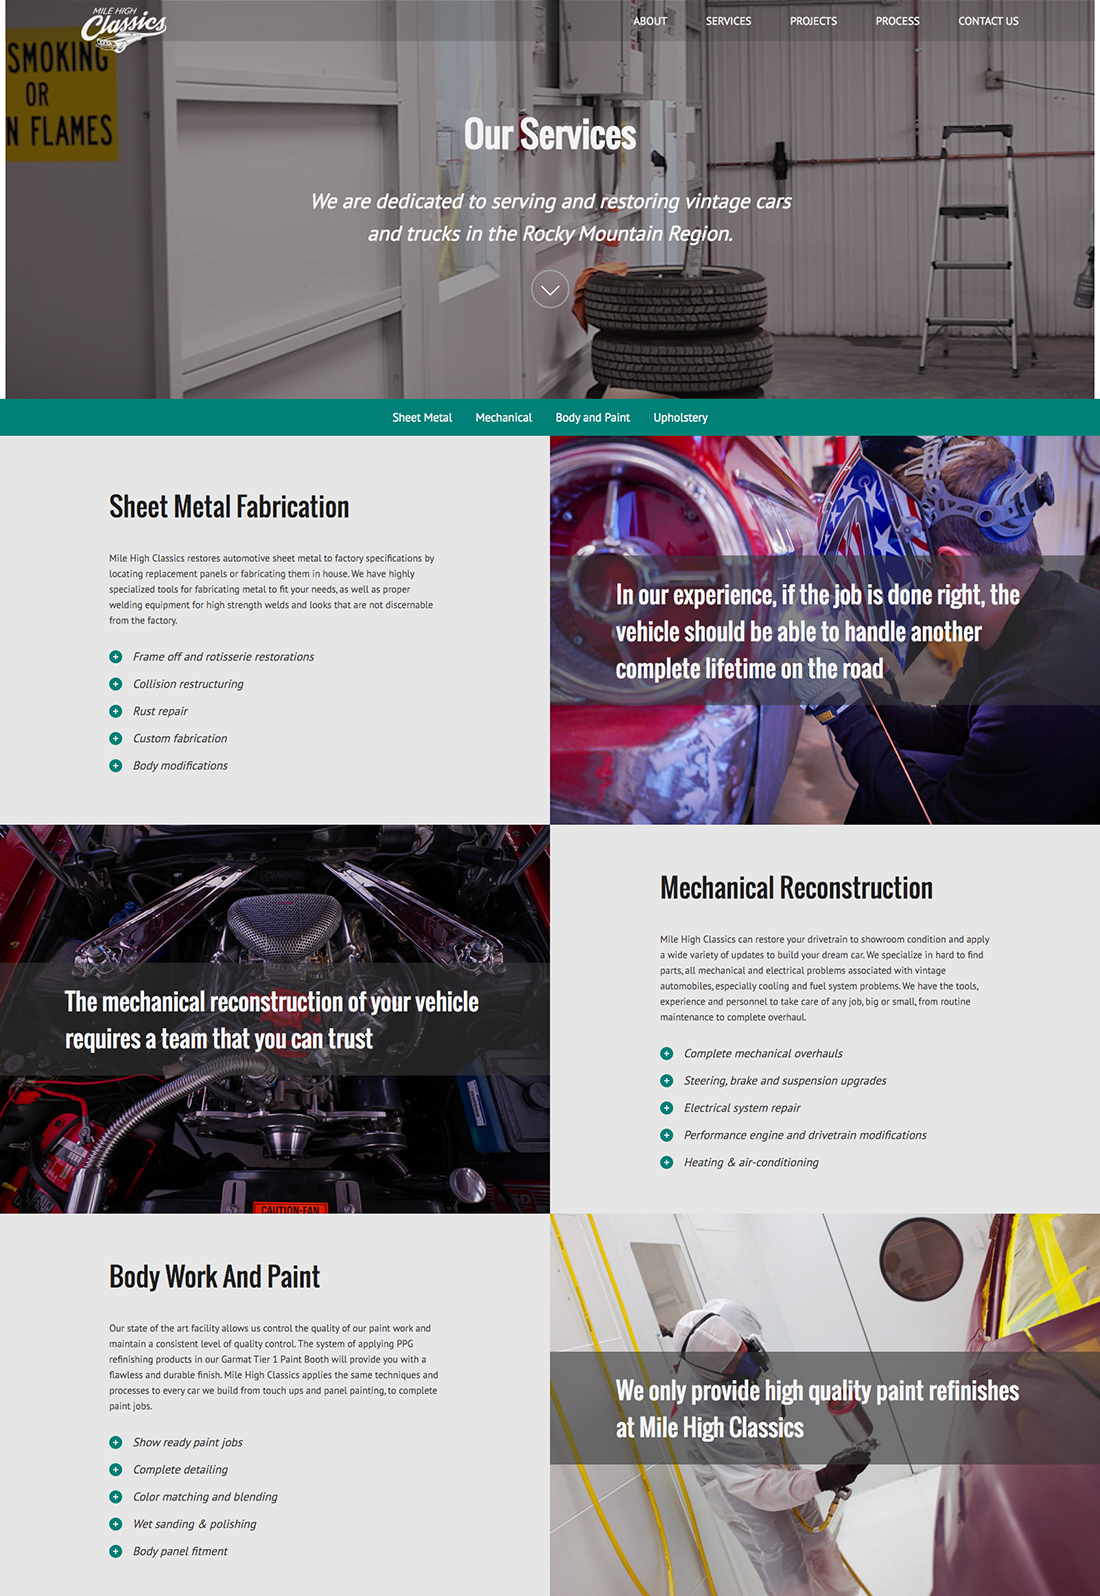 MILE HIGH
Classics
ABOUT SERVICES PROJECTS PROCESS CONTACT US
SMOKING
OR
N FLAMES
Our Services
We are dedicated to serving and restoring vintage cars
and trucks in the Rocky Mountain Region.
Sheet Metal Mechanical Body and Paint Upholstery
Sheet Metal Fabrication
Mile High Classics restores automotive sheet metal to factory specifications by
locating replacement panels or fabricating them in house. We have highly
specialized tools for fabricating metal to fit your needs, as well as proper
welding equipment for high strength welds and looks that are not discernable
from the factory.
Frame off and rotisserie restorations
Collision restructuring
Rust repair
Custom fabrication
Body modifications
In our experience, if the job is done right, the
vehicle should be able to handle another
complete lifetime on the road
The mechanical reconstruction of your vehicle
requires a team that you can trust
CAUTION-FAN
Mechanical Reconstruction
Mile High Classics can restore your drivetrain to showroom condition and apply
a wide variety of updates to build your dream car. We specialize in hard to find
parts, all mechanical and electrical problems associated with vintage
automobiles, especially cooling and fuel system problems. We have the tools,
experience and personnel to take care of any job, big or small, from routine
maintenance to complete overhaul.
Complete mechanical overhauls
Steering, brake and suspension upgrades
Electrical system repair
Performance engine and drivetrain modifications
Heating & air-conditioning
Body Work And Paint
Our state of the art facility allows us control the quality of our paint work and
maintain a consistent level of quality control. The system of applying PPG
refinishing products in our Garmat Tier 1 Paint Booth will provide you with a
flawless and durable finish. Mile High Classics applies the same techniques and
processes to every car we build from touch ups and panel painting, to complete
paint jobs.
Show ready paint jobs
Complete detailing
Color matching and blending
Wet sanding & polishing
Body panel fitment
We only provide high quality paint refinishes
at Mile High Classics